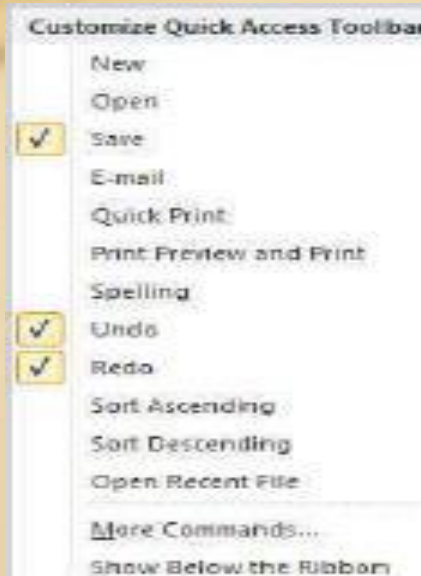 Customize Quick Access Toolbar
New
Open
Save
E-mail
Quick Print
Print Preview and Print
Spelling
Undo
Redo
Sort Ascending
Sort Descending
Open Recent File
More Commands...
Show Below the Ribbon